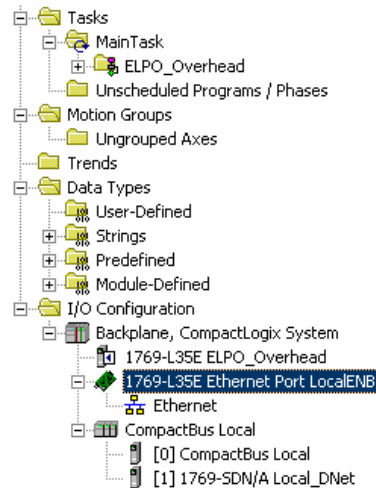 Tasks
MainTask
ELPO_Overhead
Unscheduled Programs / Phases
Motion Groups
Ungrouped Axes
Trends
Data Types
User-Defined
Strings
Predefined
Module-Defined
I/O Configuration
Backplane, CompactLogix System
1769-L35E ELPO_Overhead
1769-L35E Ethernet Port LocalENB
Ethernet
CompactBus Local
[0] CompactBus Local
[1] 1769-SDN/A Local_DNet